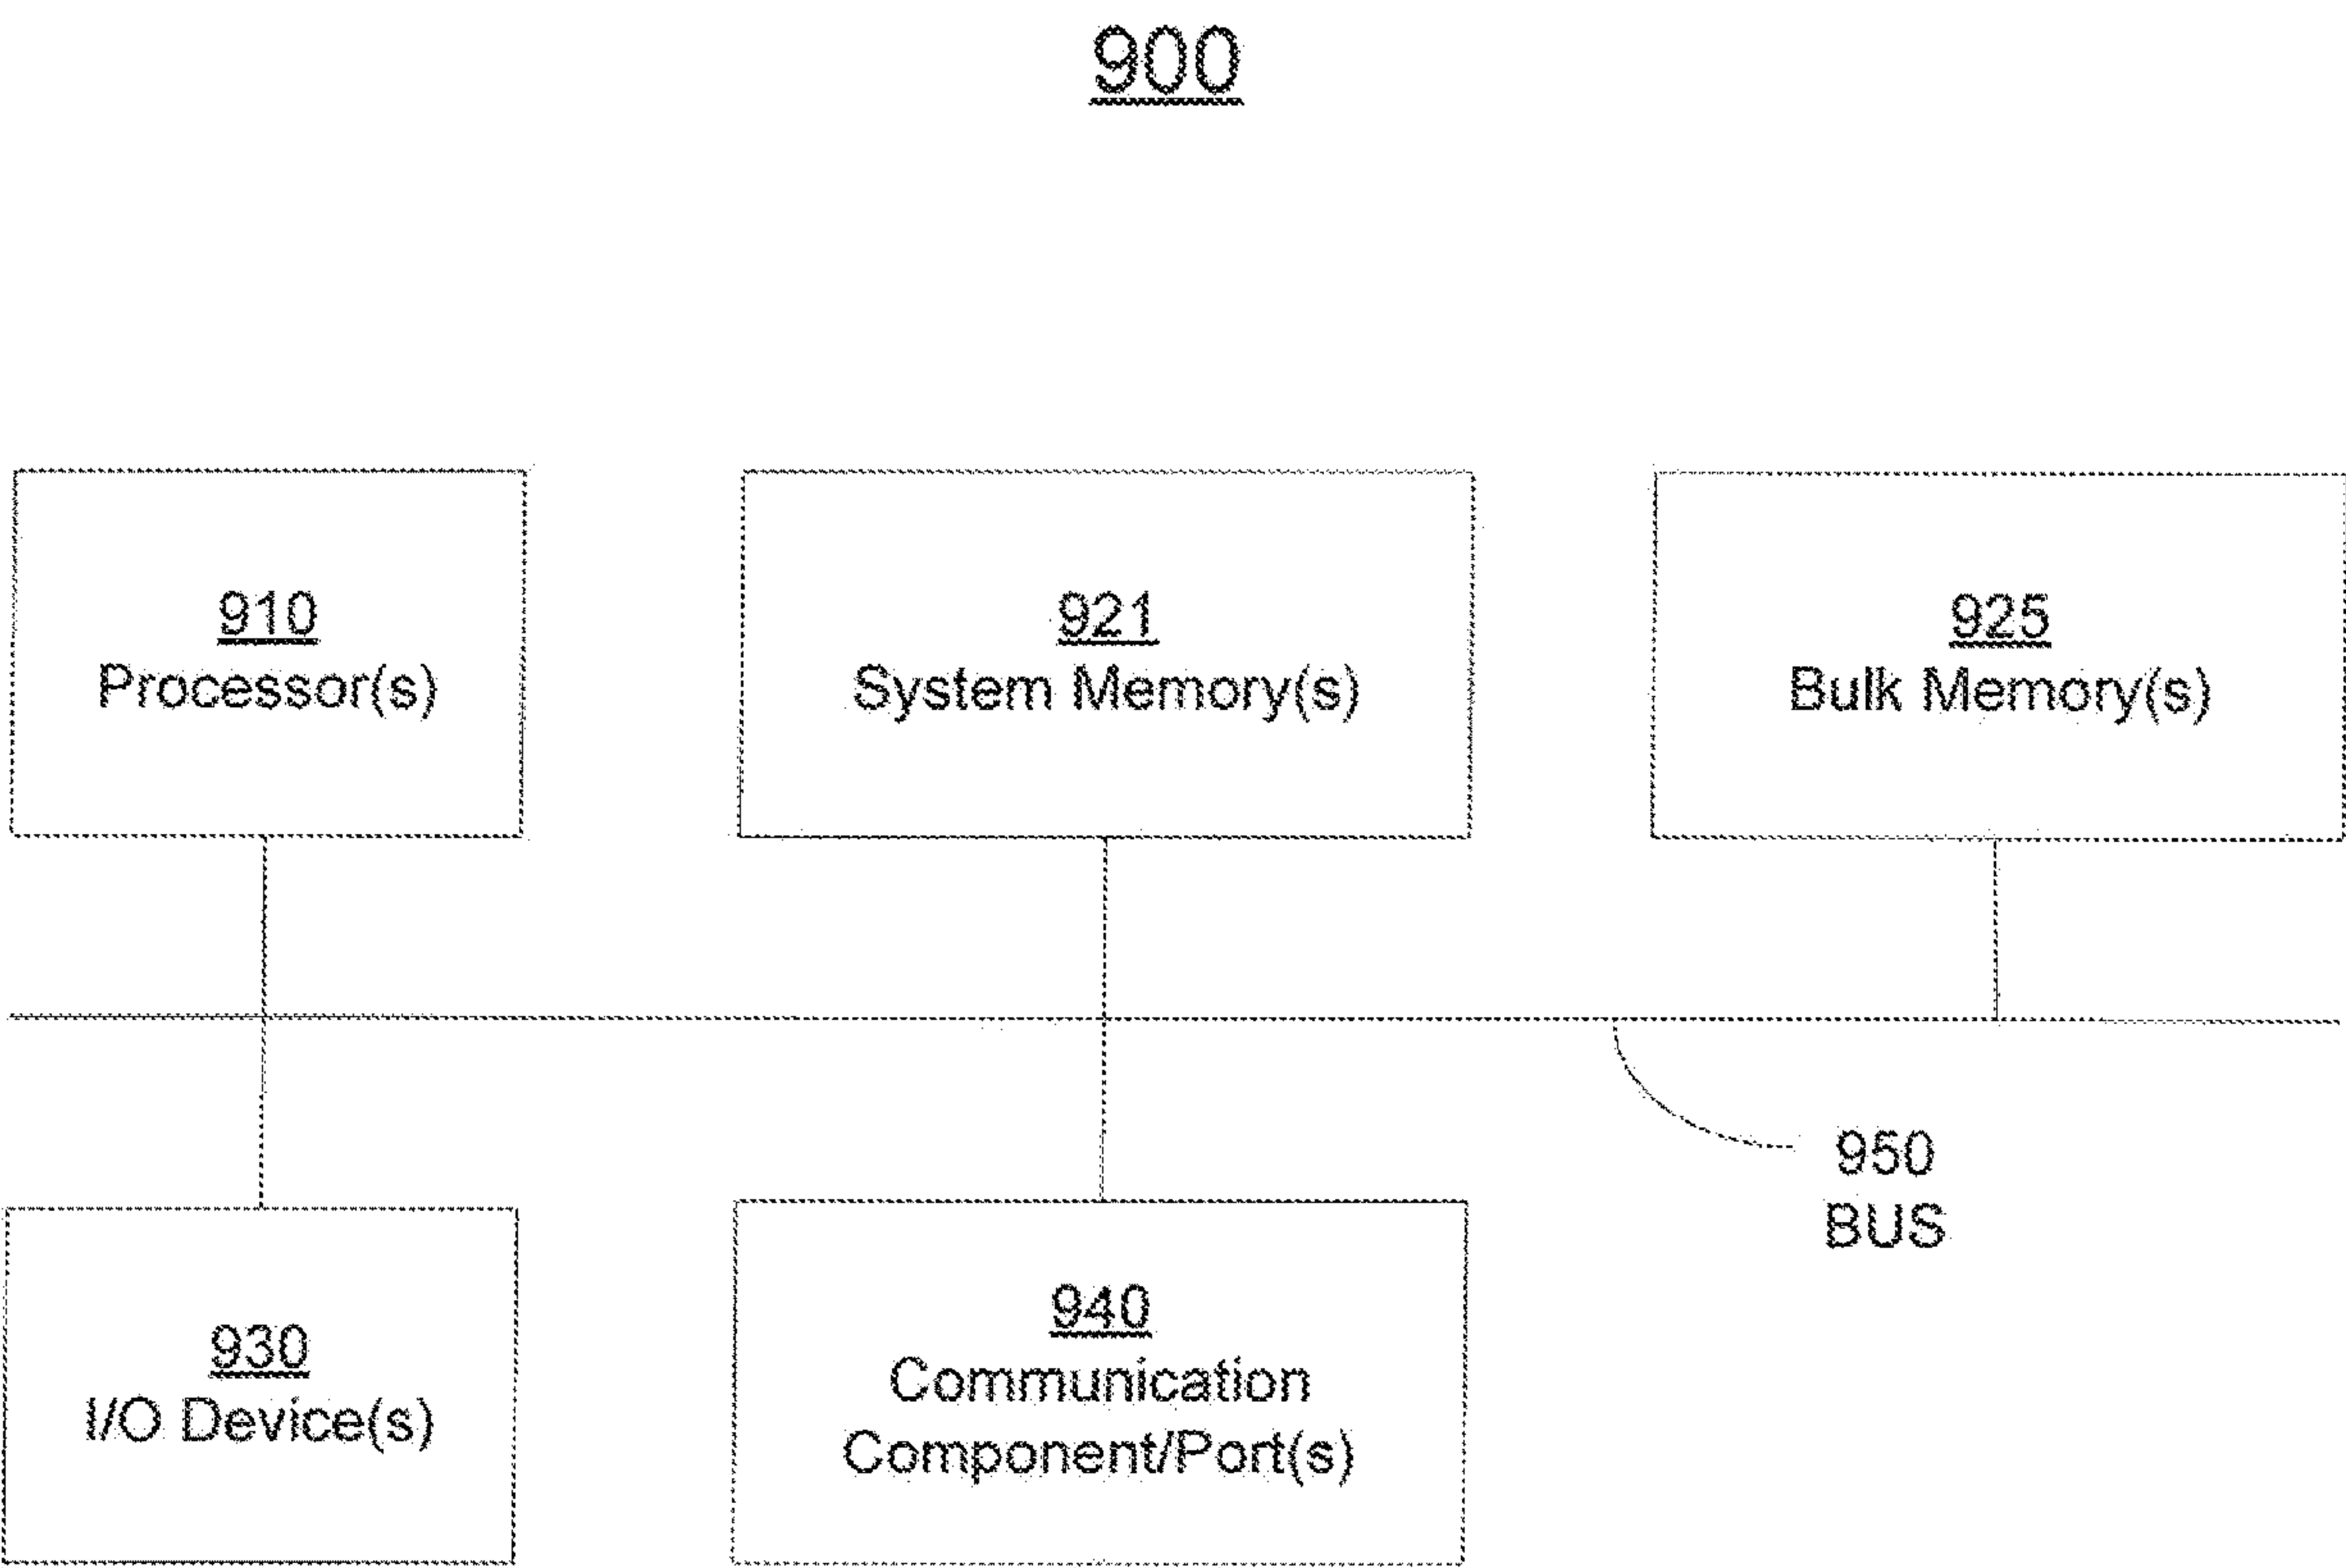 900
910
Processor(s)
921
System Memory(s)
925
Bulk Memory(s)
950
BUS
930
I/O Device(s)
940
Communication
Component/Port(s)